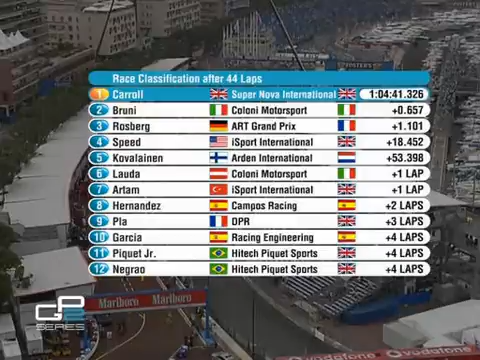 Race Classification after 44 Laps
1 Carroll Super Nova International 1:04:41.326
2 Bruni Coloni Motorsport +0.657
3 Rosberg ART Grand Prix +1.101
4 Speed iSport International +18.452
5 Kovalainen Arden International +53.398
6 Lauda Coloni Motorsport +1 LAP
7 Artam iSport International +1 LAP
8 Hernandez Campos Racing +2 LAPS
9 Pla DPR +3 LAPS
10 Garcia Racing Engineering +4 LAPS
11 Piquet Jr. Hitech Piquet Sports +4 LAPS
12 Negrao Hitech Piquet Sports +4 LAPS
Marlboro Marlboro
GP2
SERIES
vodafone